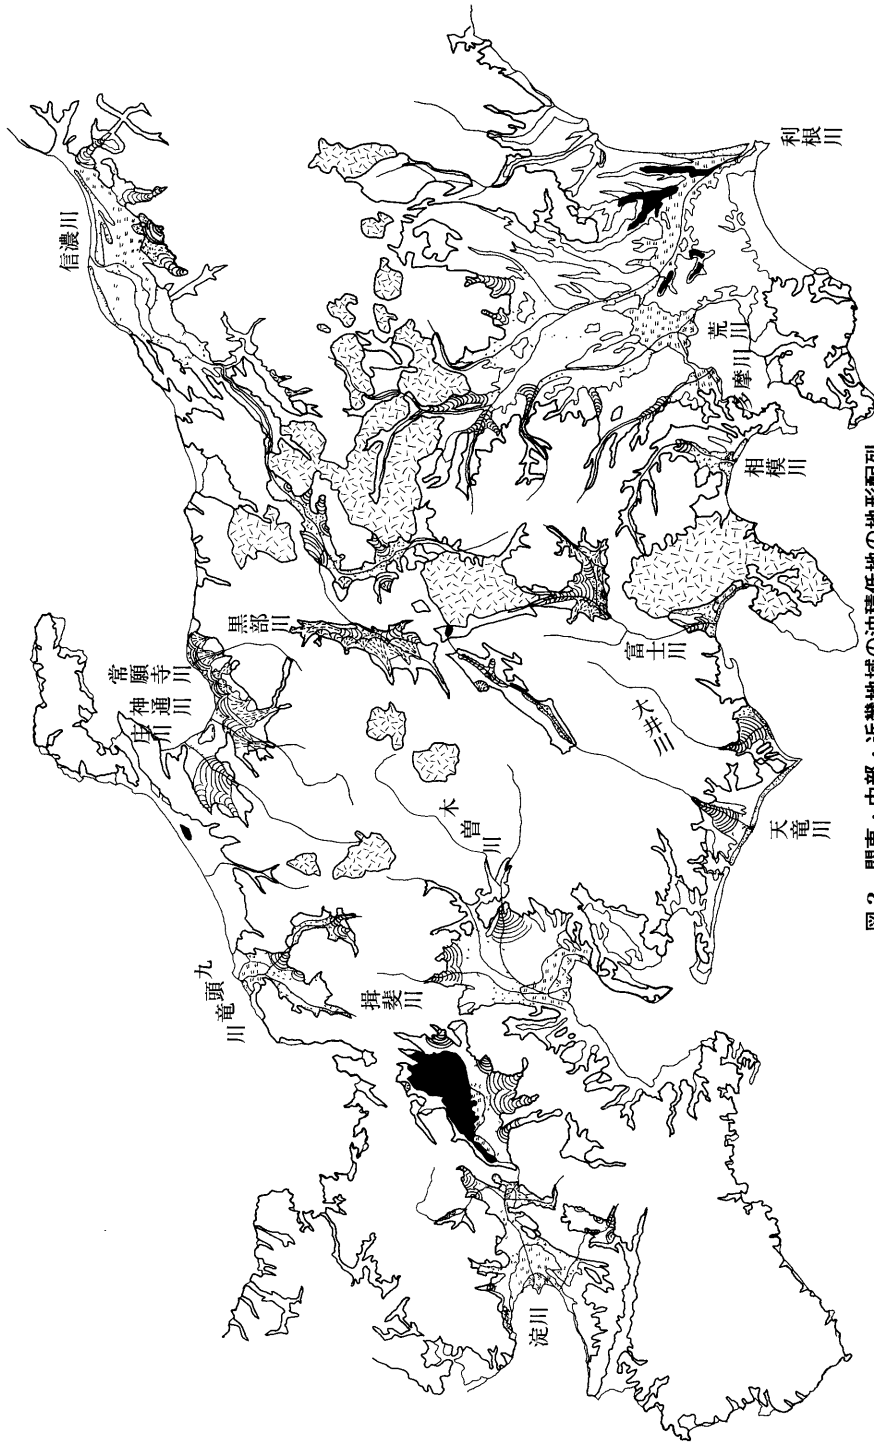 信濃川
利根川
荒川
多摩川
相模川
黒部川
常願寺川
神通川
庄川
富士川
大井川
天竜川
木曽川
九頭竜川
揖斐川
淀川
図2 関東・中部・近畿地域の沖積低地の地形配列